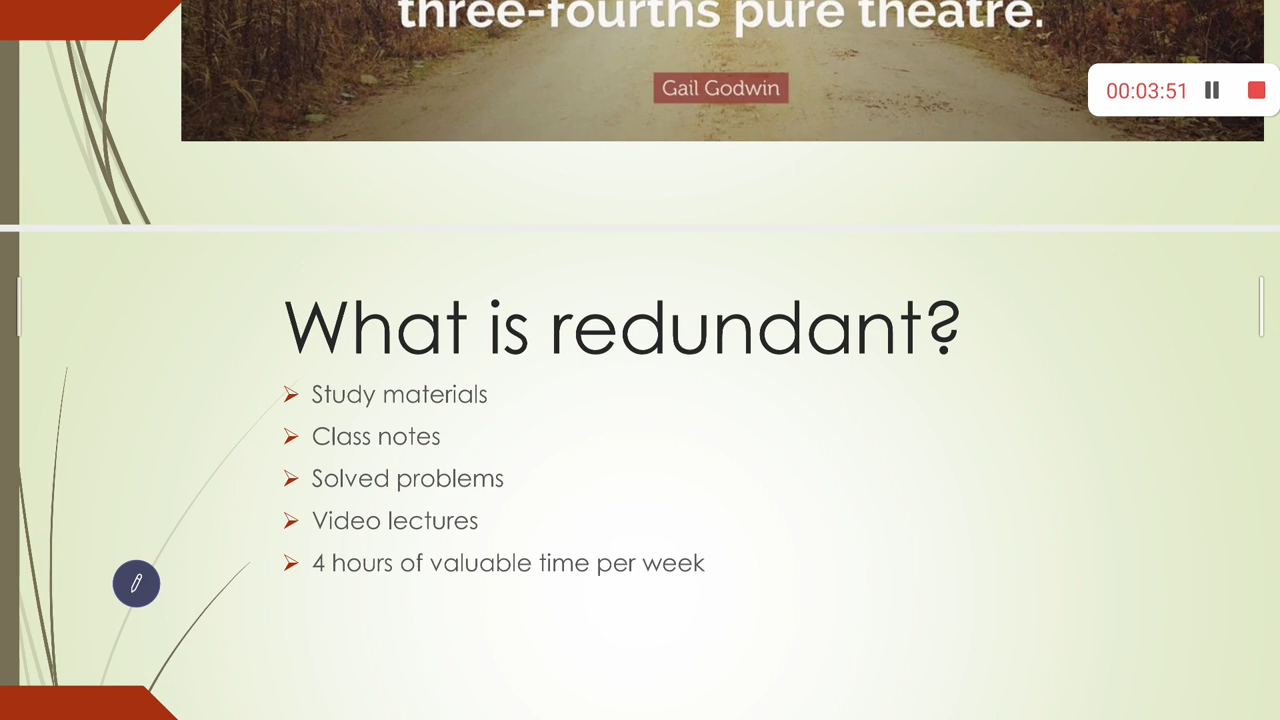 three-fourths pure theatre.
Gail Godwin
00:03:51
What is redundant?
Study materials
Class notes
Solved problems
Video lectures
4 hours of valuable time per week